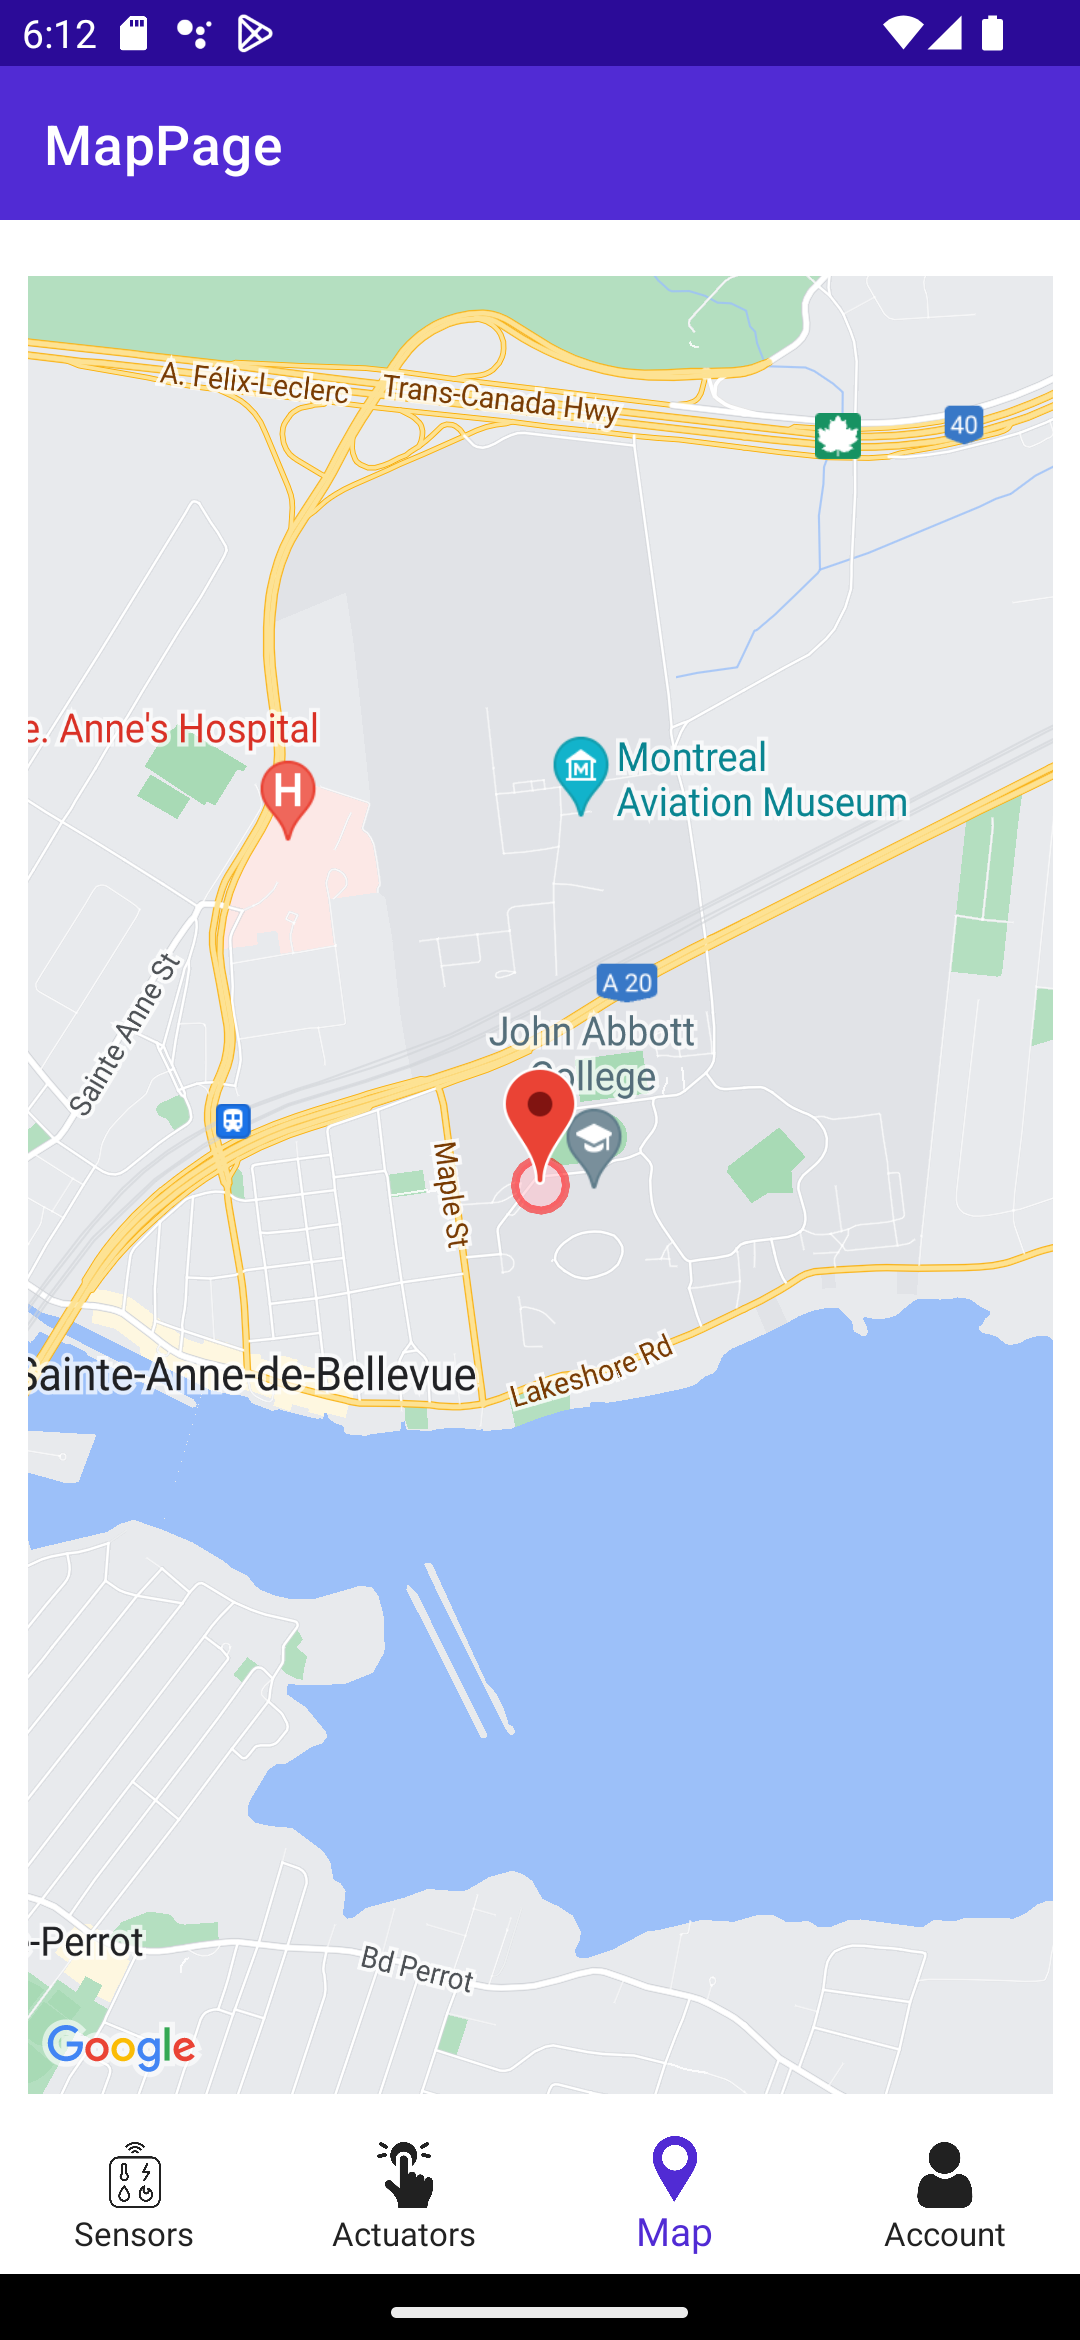 6:12
MapPage
A. Félix-Leclerc
Trans-Canada Hwy
40
e. Anne's Hospital
H
M
Montreal
Aviation Museum
Sainte Anne St
A 20
John Abbott
College
Maple St
Sainte-Anne-de-Bellevue
Lakeshore Rd
-Perrot
Bd Perrot
Google
Sensors
Actuators
Map
Account